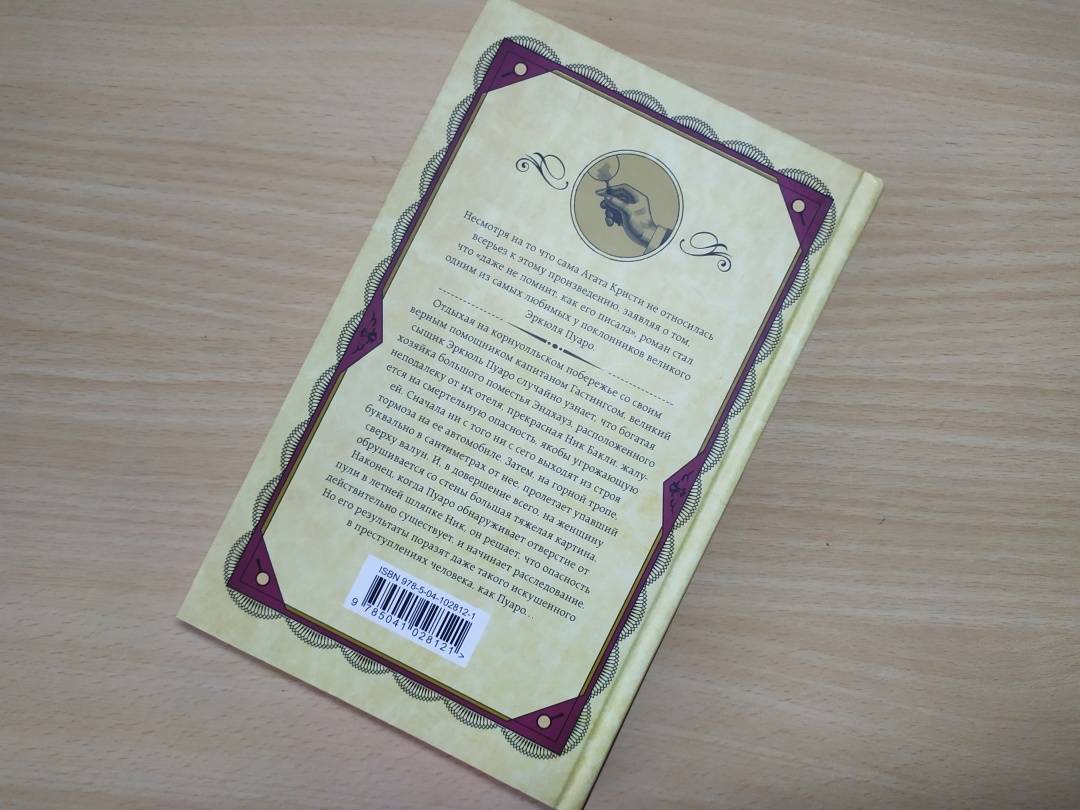 Несмотря на то что сама Агата Кристи не относилась
всерьез к этому произведению, заявляя о том,
что «даже не помнит, как его писала», роман стал
одним из самых любимых у поклонников великого
Эркюля Пуаро.
Отдыхая на корнуолльском побережье со своим
верным помощником капитаном Гастингсом, великий
сыщик Эркюль Пуаро случайно узнает, что богатая
хозяйка большого поместья Эндхауз, расположенного
неподалеку от их отеля, прекрасная Ник Бакли, жалу-
ется на смертельную опасность, якобы угрожающую
ей. Сначала ни с того ни с сего выходят из строя
тормоза на ее автомобиле. Затем, на горной тропе,
буквально в сантиметрах от нее, пролетает упавший
сверху валун. И, в довершение всего, на женщину
обрушивается со стены большая тяжелая картина.
Наконец, когда Пуаро обнаруживает отверстие от
пули в летней шляпке Ник, он решает, что опасность
действительно существует, и начинает расследование.
Но его результаты поразят даже такого искушенного
в преступлениях человека, как Пуаро...
ISBN 978-5-04-102812-1
9 785041 028121 >